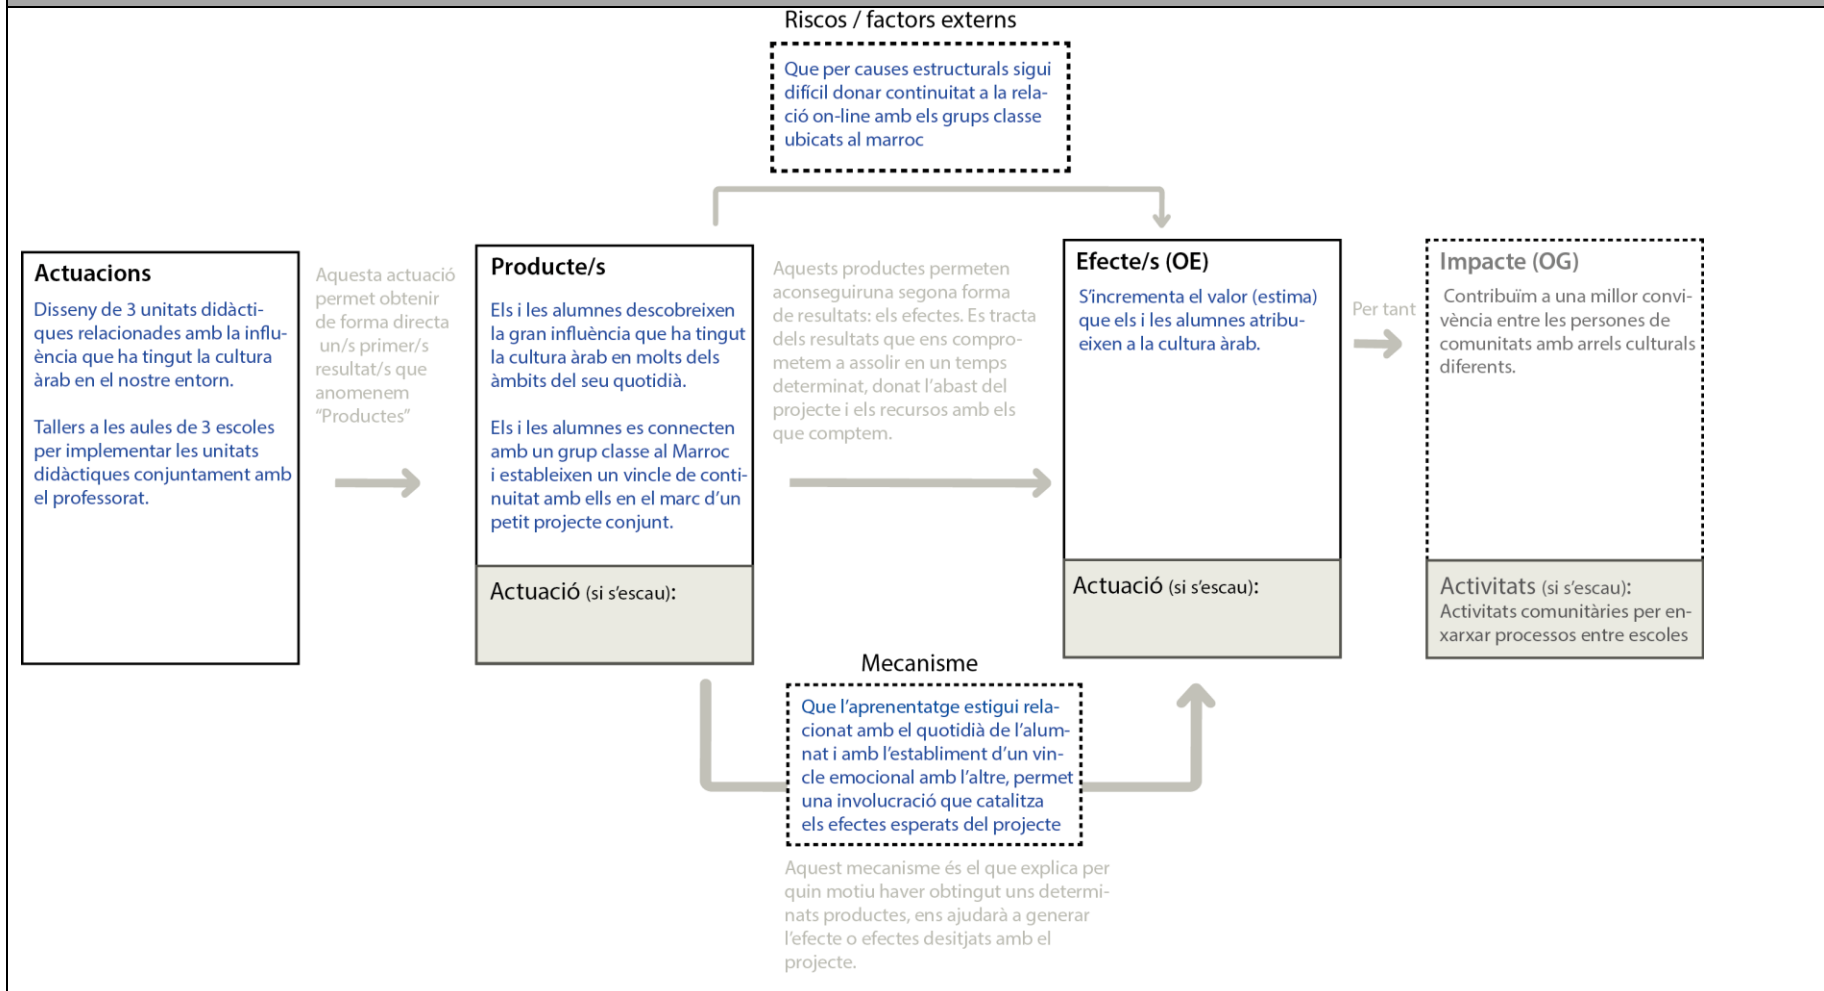 Riscos / factors externs
Que per causes estructurals sigui
difícil donar continuitat a la rela-
ció on-line amb els grups classe
ubicats al marroc
Actuacions
Disseny de 3 unitats didàcti-
ques relacionades amb la influ-
ència que ha tingut la cultura
àrab en el nostre entorn.
Tallers a les aules de 3 escoles
per implementar les unitats
didàctiques conjuntament amb
el professorat.
Aquesta actuació
permet obtenir
de forma directa
un/s primer/s
resultat/s que
anomenem
“Productes”
Producte/s
Els i les alumnes descobreixen
la gran influència que ha tingut
la cultura àrab en molts dels
àmbits del seu quotidià.
Els i les alumnes es connecten
amb un grup classe al Marroc
i estableixen un vincle de conti-
nuitat amb ells en el marc d’un
petit projecte conjunt.
Actuació (si s’escau):
Aquests productes permeten
aconseguiruna segona forma
de resultats: els efectes. Es tracta
dels resultats que ens compro-
metem a assolir en un temps
determinat, donat l’abast del
projecte i els recursos amb els
que comptem.
Efecte/s (OE)
S’incrementa el valor (estima)
que els i les alumnes atribu-
eixen a la cultura àrab.
Actuació (si s’escau):
Per tant
Impacte (OG)
Contribuïm a una millor convi-
vència entre les persones de
comunitats amb arrels culturals
diferents.
Activitats (si s’escau):
Activitats comunitàries per en-
xarxar processos entre escoles
Mecanisme
Que l’aprenentatge estigui rela-
cionat amb el quotidià de l’alum-
nat i amb l’establiment d’un vin-
cle emocional amb l’altre, permet
una involucració que catalitza
els efectes esperats del projecte
Aquest mecanisme és el que explica per
quin motiu haver obtingut uns determi-
nats productes, ens ajudarà a generar
l’efecte o efectes desitjats amb el
projecte.